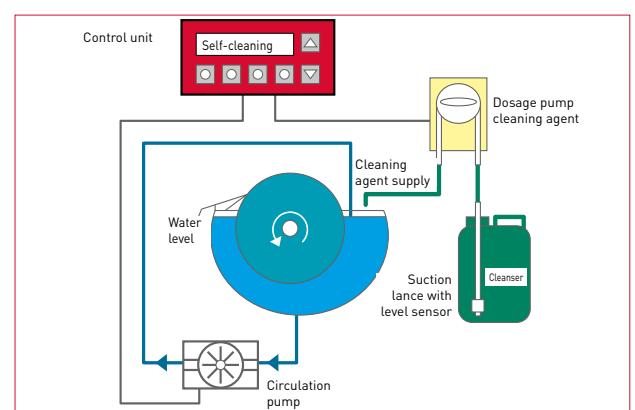 Control unit
Self-cleaning
Dosage pump
cleaning agent
Cleaning
agent supply
Water
level
Suction
lance with
level sensor
Cleanser
Circulation
pump